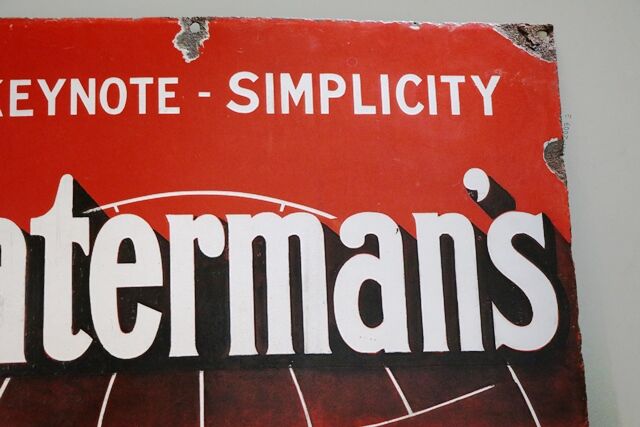 KEYNOTE - SIMPLICITY
aterman's